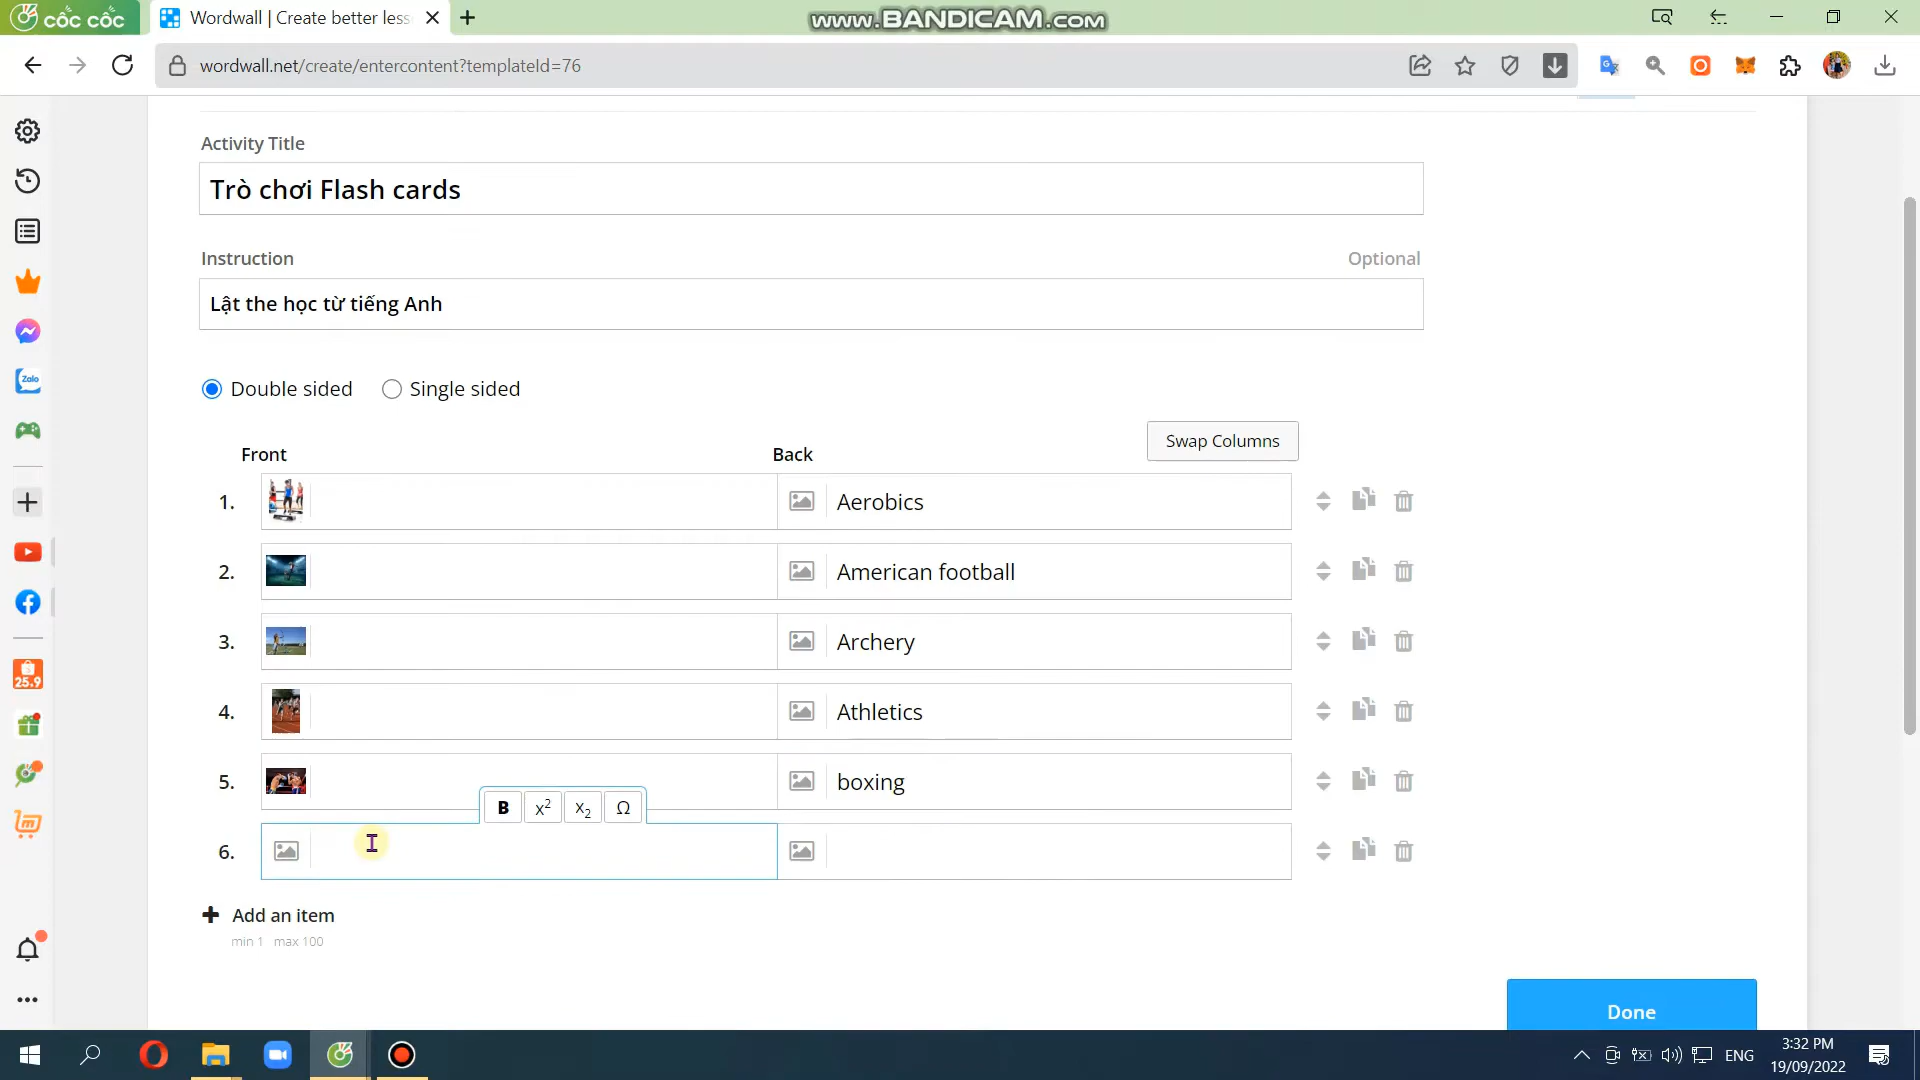 cốc cốc
Wordwall | Create better less
www.BANDICAM.com
wordwall.net/create/entercontent?templateId=76
Activity Title
Trò chơi Flash cards
Instruction
Optional
Lật the học từ tiếng Anh
Double sided
Single sided
Swap Columns
Front
Back
1.
Aerobics
2.
American football
3.
Archery
4.
Athletics
5.
boxing
B x² x₂ Ω
6.
Add an item
min 1 max 100
Done
Zalo
25.9
ENG
3:32 PM
19/09/2022